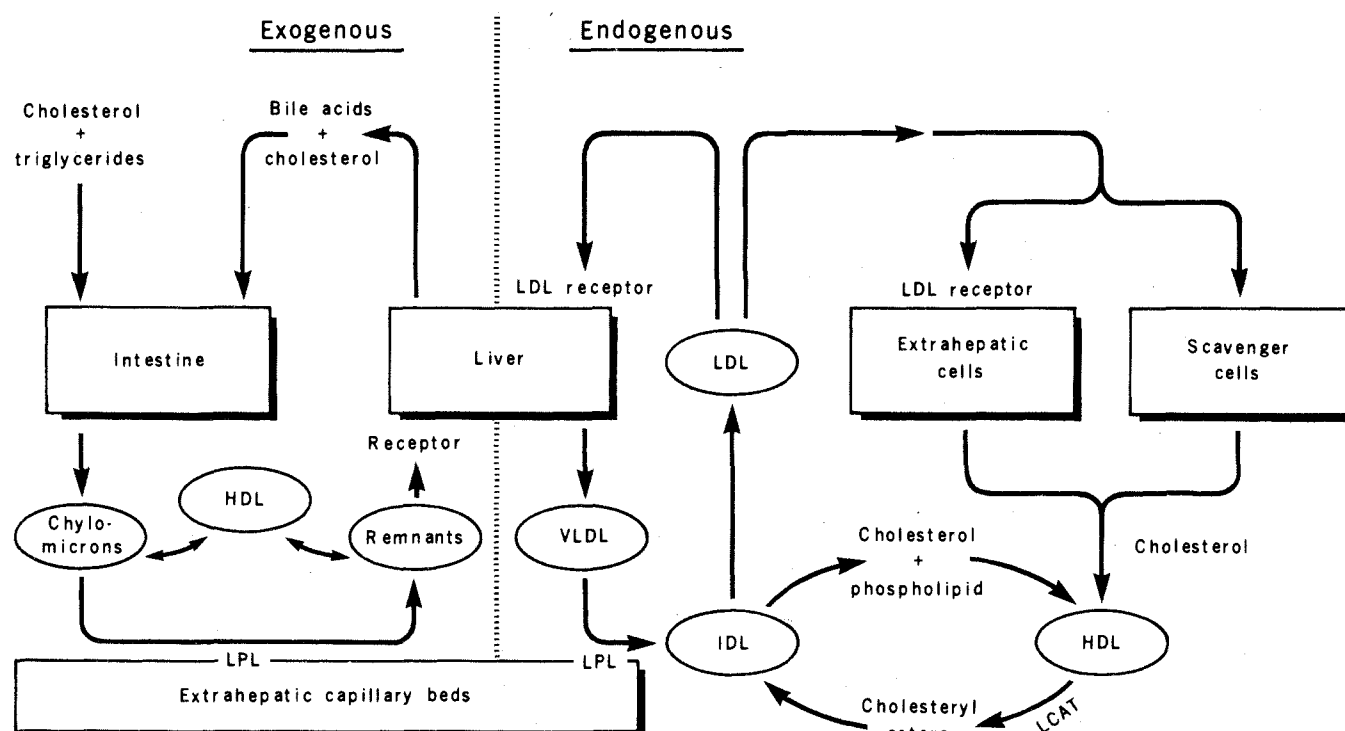 Exogenous
Endogenous
Cholesterol
+
triglycerides
Bile acids
+
cholesterol
LDL receptor
LDL receptor
Intestine
Liver
LDL
Extrahepatic
cells
Scavenger
cells
Receptor
HDL
Chylo-
microns
Remnants
VLDL
Cholesterol
+
phospholipid
Cholesterol
IDL
HDL
LPL
LPL
Extrahepatic capillary beds
Cholesteryl
LCAT